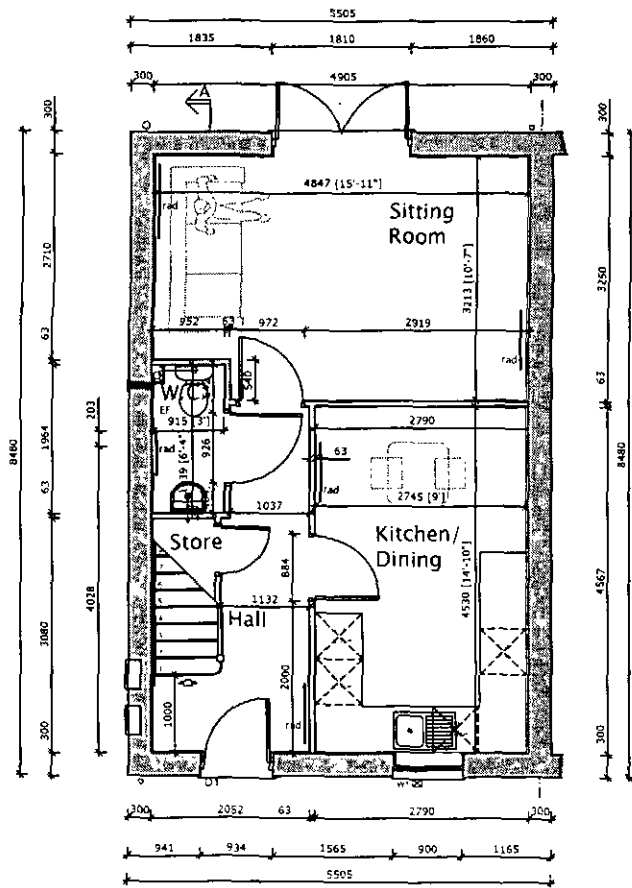 5505
1835 1810 1860
300 4905 300
A
300
300
4847 [15'-11"]
rad
Sitting
Room
2710
3250
3213 [10'-7"]
952 63 972 2919
rad
63
540
63
W/C
EF
915 [3']
203
2790
926
63
rad
1964
8480
8480
rad
2745 [9']
63
1037
Store
Kitchen/
Dining
884
4530 [14'-10"]
4567
4028
1132
Hall
3080
2000
1000
rad
300
300
300 2052 63 2790 300
941 934 1565 900 1165
5505